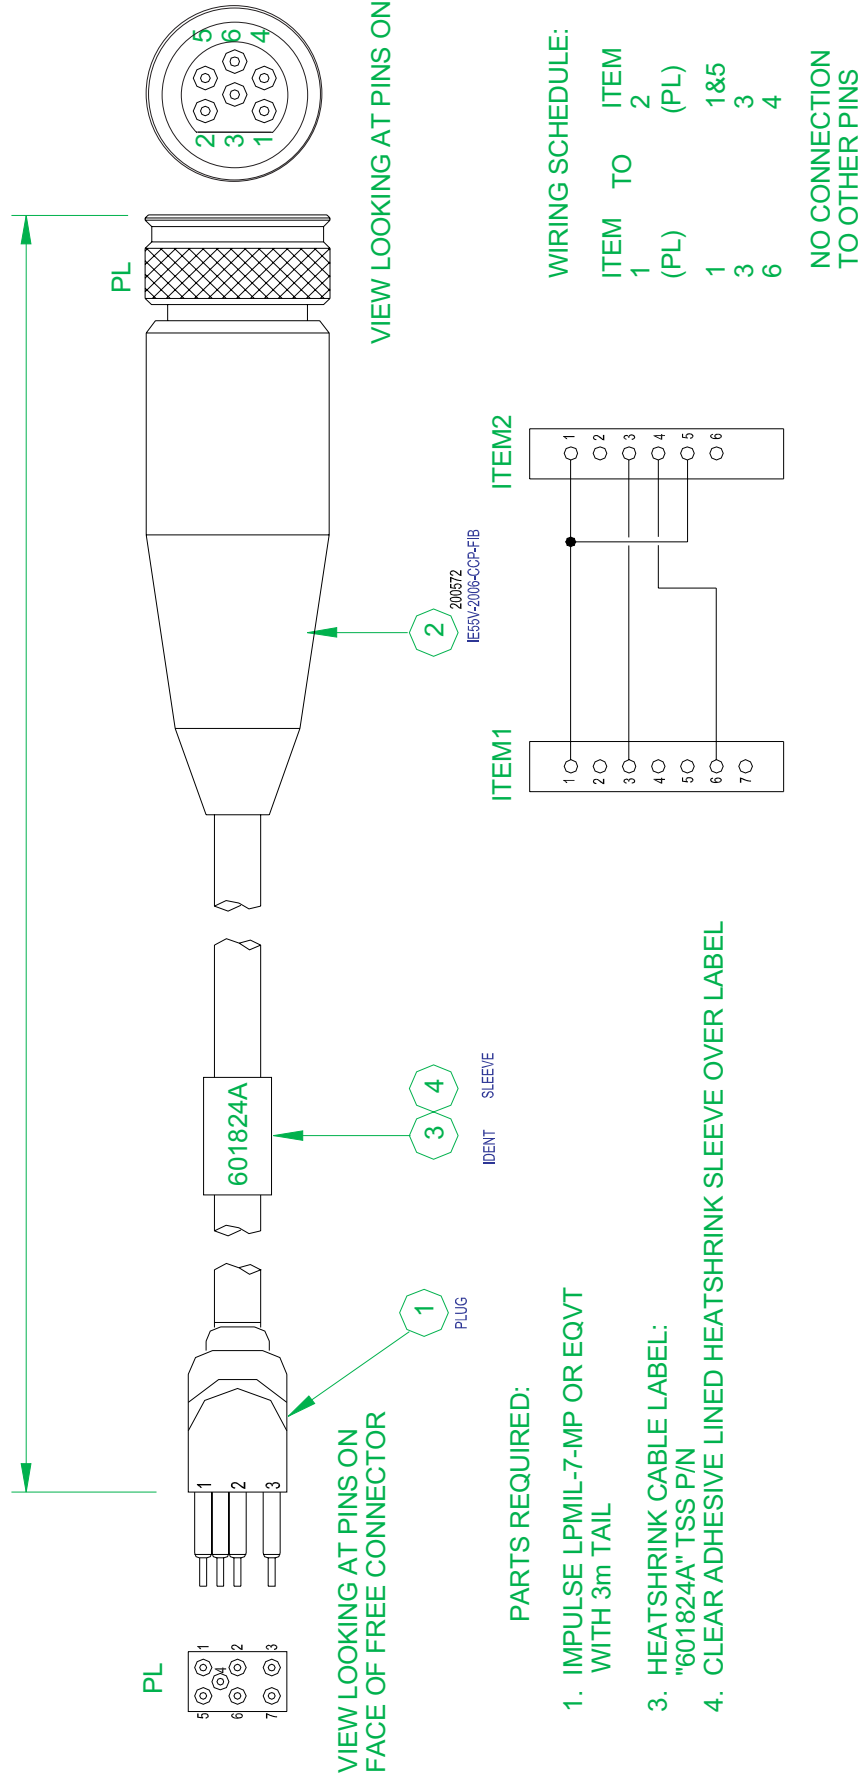 PL
5
6
4
2
3
1
VIEW LOOKING AT PINS ON
PL
601824A
1
2
3
PL
1
2
3
4
5
6
7
VIEW LOOKING AT PINS ON
FACE OF FREE CONNECTOR
1
PLUG
3
4
IDENT
SLEEVE
2
200572
IE55V-2006-CCP-FIB
PARTS REQUIRED:
1. IMPULSE LPMIL-7-MP OR EQVT
WITH 3m TAIL
3. HEATSHRINK CABLE LABEL:
"601824A" TSS P/N
4. CLEAR ADHESIVE LINED HEATSHRINK SLEEVE OVER LABEL
ITEM1
1
2
3
4
5
6
7
ITEM2
1
2
3
4
5
6
WIRING SCHEDULE:
ITEM TO ITEM
1 2
(PL) (PL)
1 1&5
3 3
6 4
NO CONNECTION
TO OTHER PINS